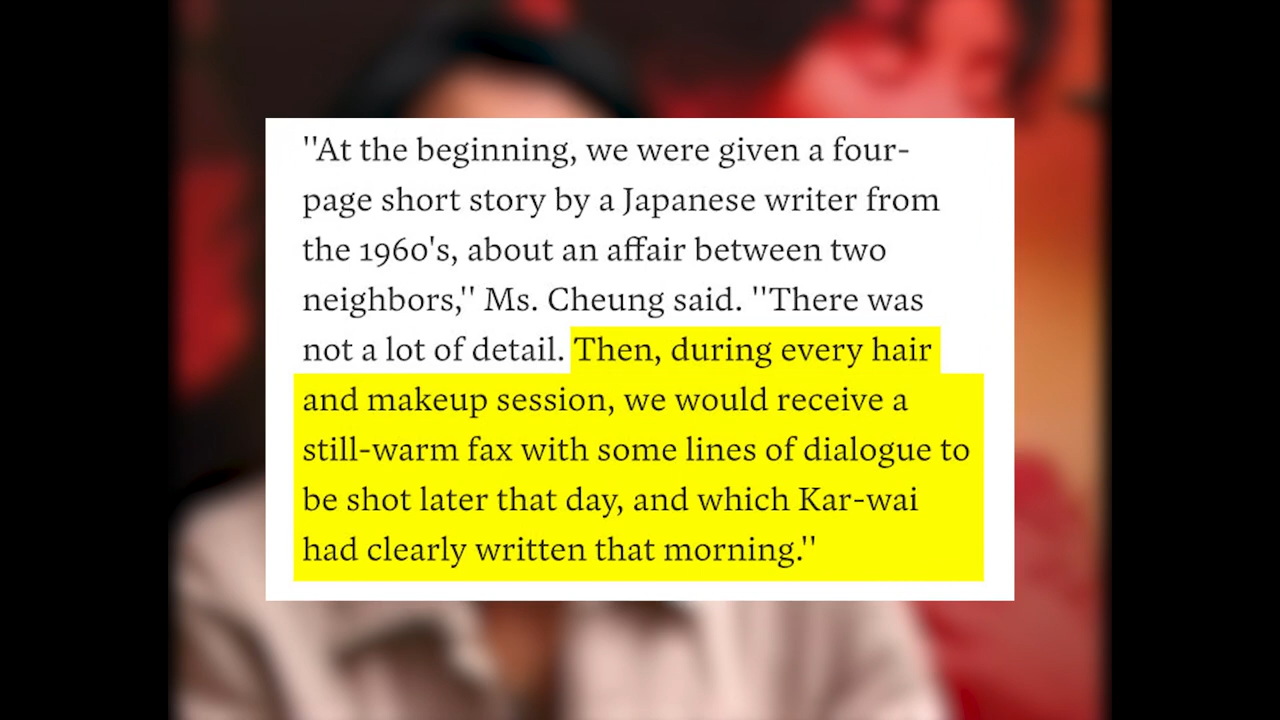 ''At the beginning, we were given a four-
page short story by a Japanese writer from
the 1960's, about an affair between two
neighbors,'' Ms. Cheung said. ''There was
not a lot of detail. Then, during every hair
and makeup session, we would receive a
still-warm fax with some lines of dialogue to
be shot later that day, and which Kar-wai
had clearly written that morning.''